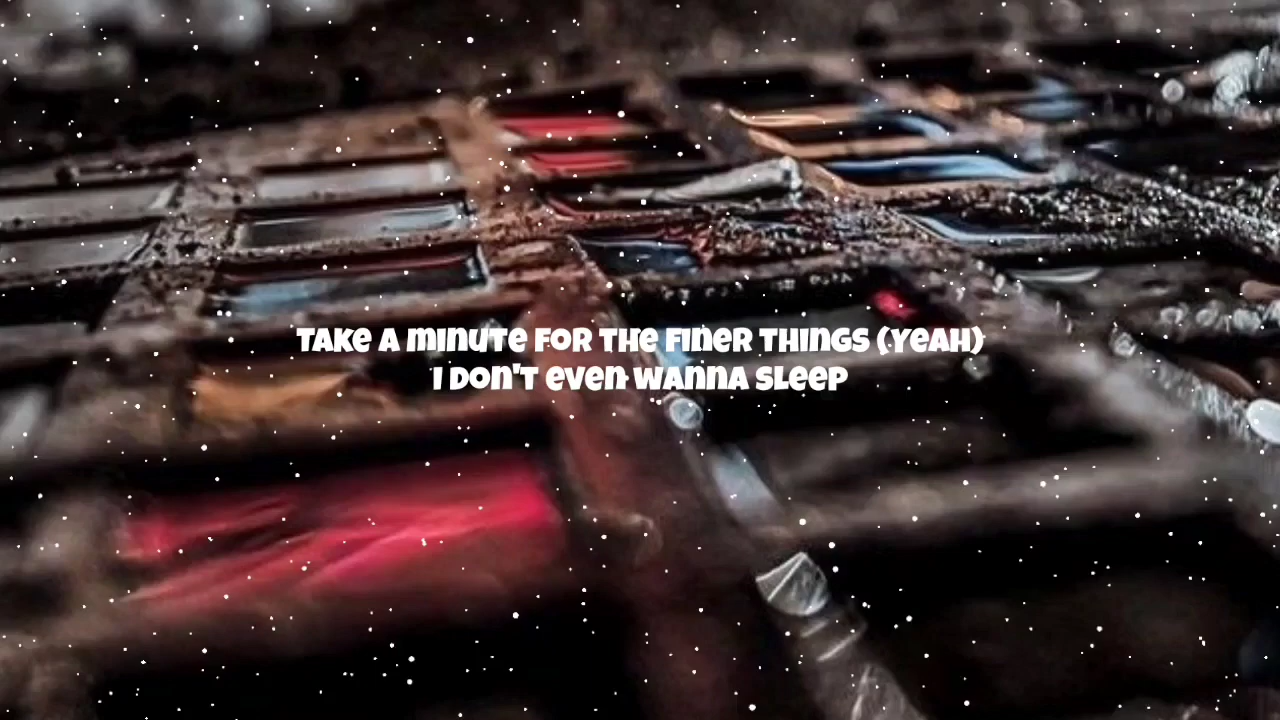 Take a minute for the finer things (Yeah)
I don't even wanna sleep